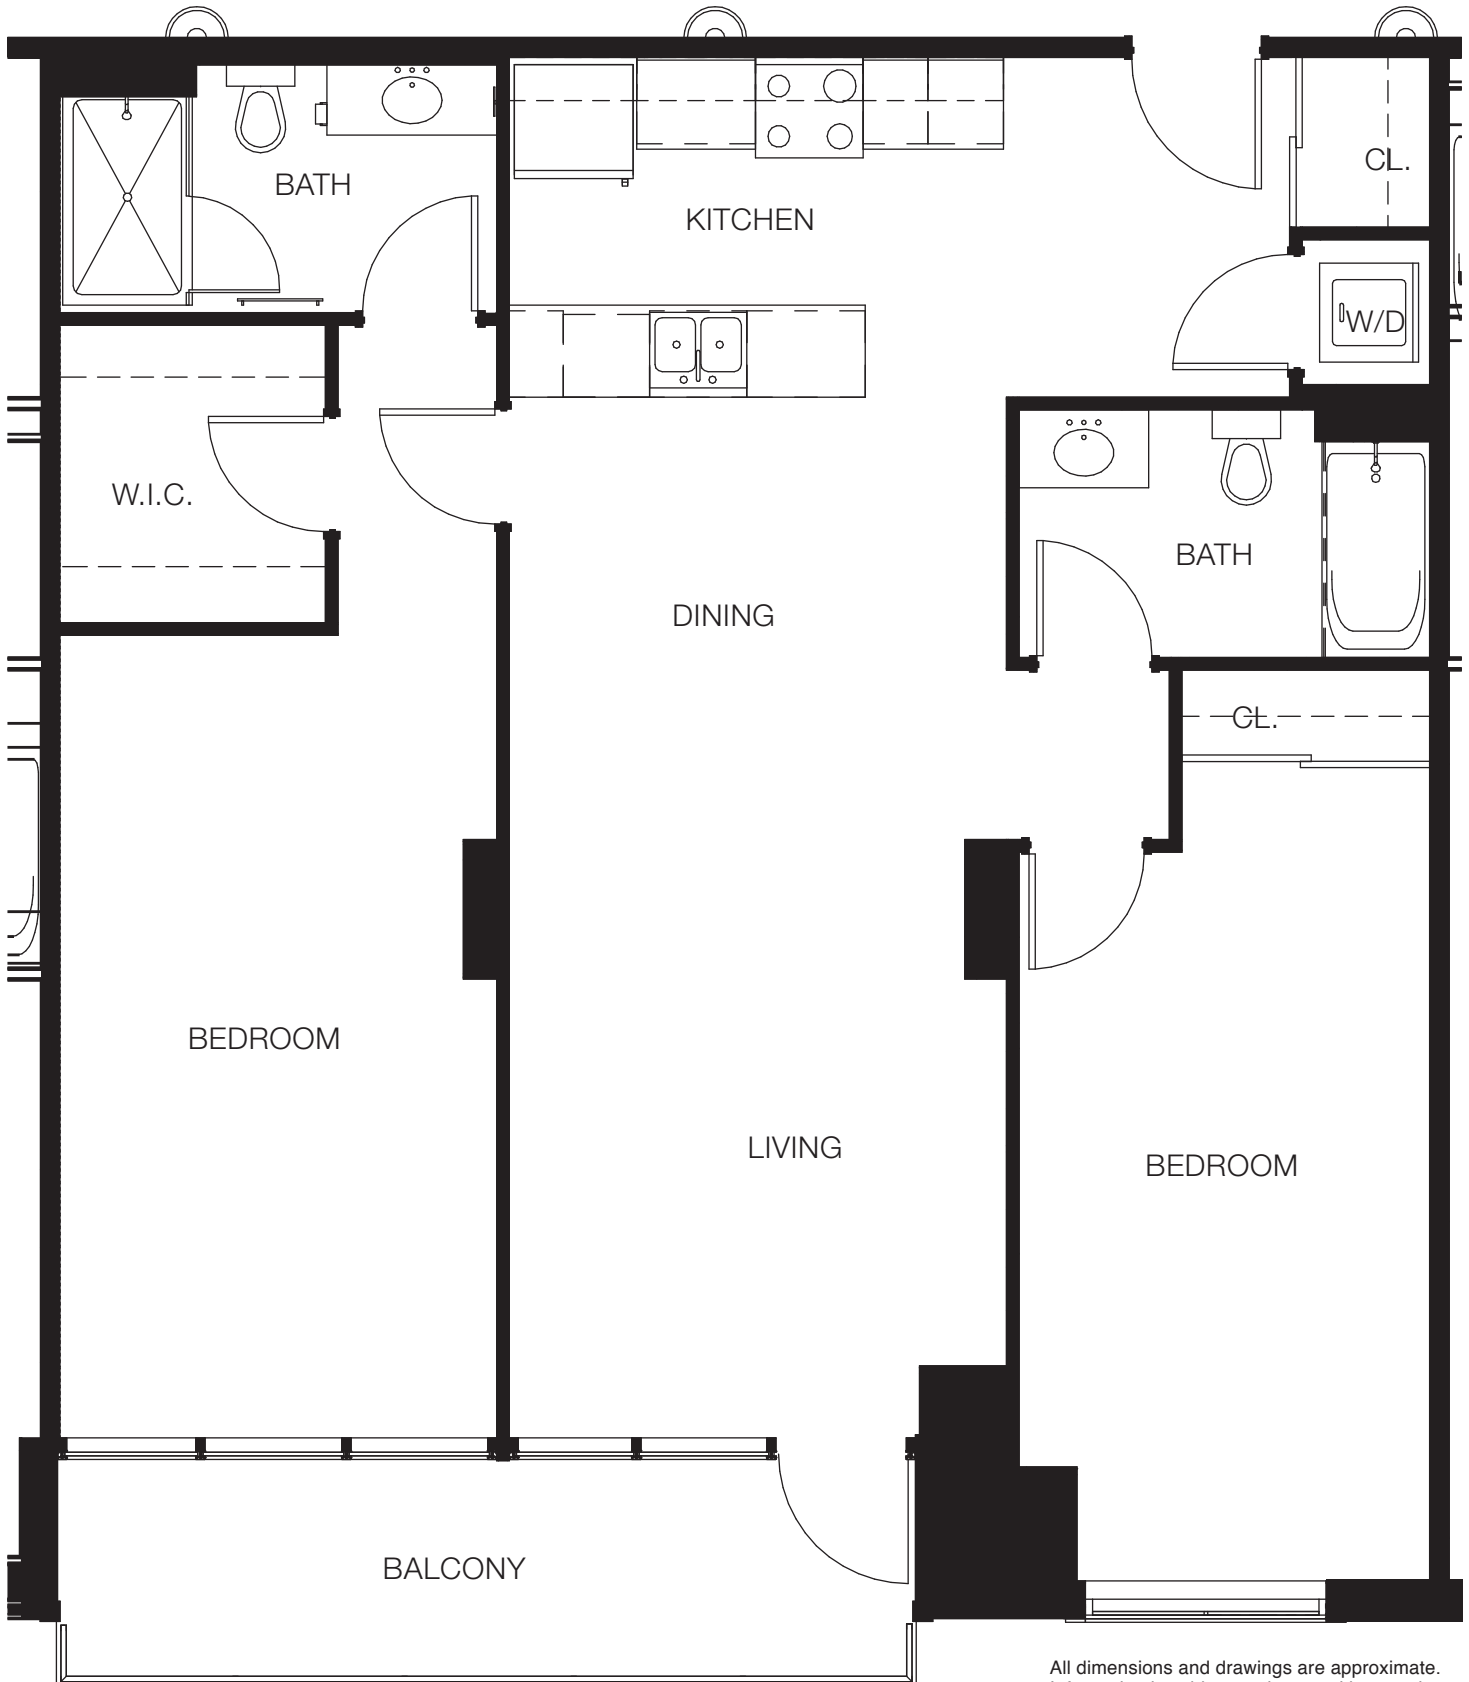 BATH
KITCHEN
CL.
W/D
W.I.C.
BATH
DINING
CL.
BEDROOM
LIVING
BEDROOM
BALCONY
All dimensions and drawings are approximate.